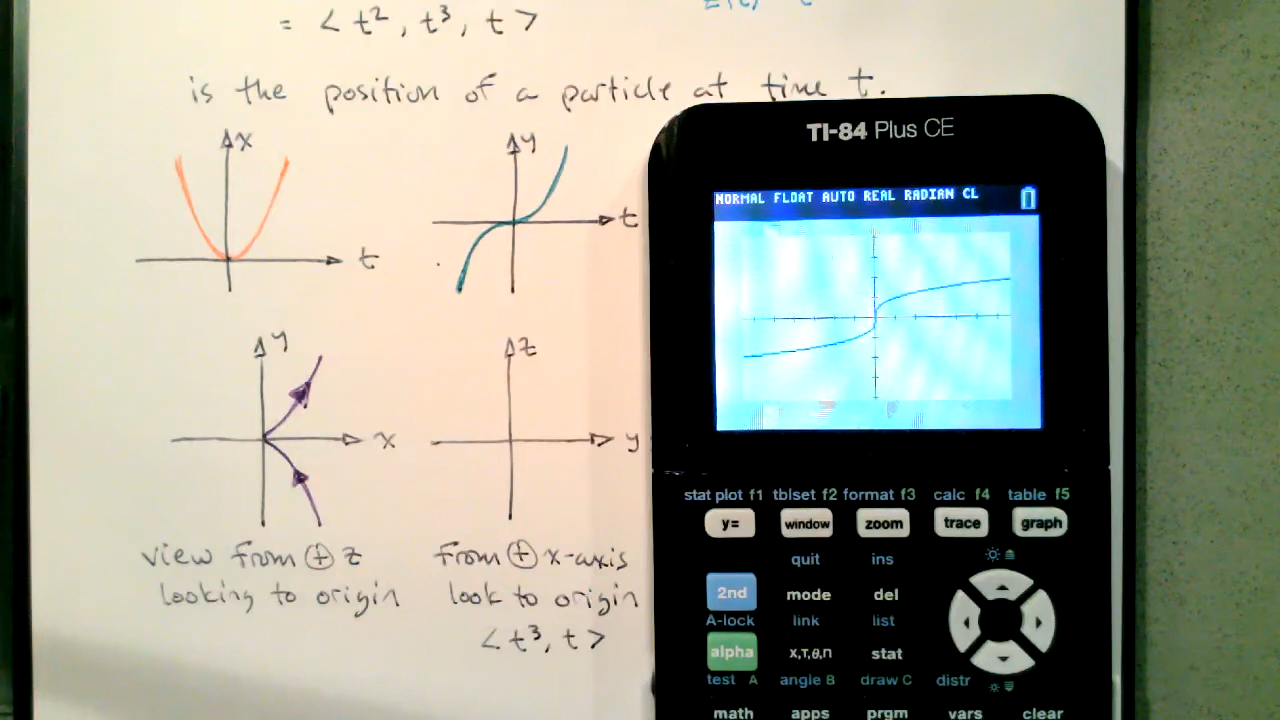 = < t², t³, t >
is the position of a particle at time t.
x
t
y
t
y
x
z
y
view from ⊕ z
looking to origin
from ⊕ x-axis
look to origin
< t³, t >
TI-84 Plus CE
NORMAL FLOAT AUTO REAL RADIAN CL
stat plot f1 tblset f2 format f3 calc f4 table f5
y= window zoom trace graph
quit ins
2nd mode del
A-lock link list
alpha X,T,θ,n stat
test A angle B draw C distr
math apps prgm vars clear